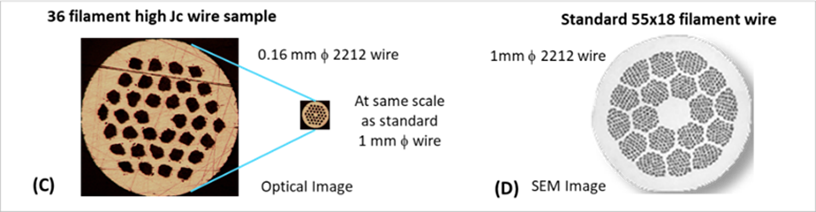 36 filament high Jc wire sample
Standard 55x18 filament wire
0.16 mm ϕ 2212 wire
1mm ϕ 2212 wire
At same scale
as standard
1 mm ϕ wire
(C)
Optical Image
(D)
SEM Image